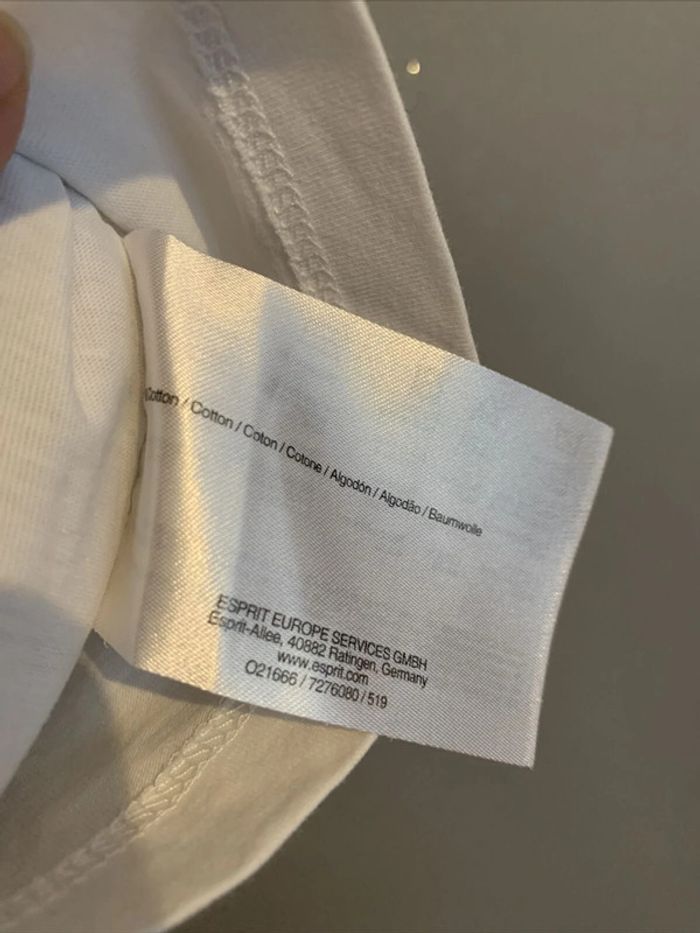 Cotton / Cotton / Coton / Cotone / Algodón / Algodão / Baumwolle
ESPRIT EUROPE SERVICES GMBH
Esprit-Allee, 40882 Ratingen, Germany
www.esprit.com
O21666 / 7276080 / 519